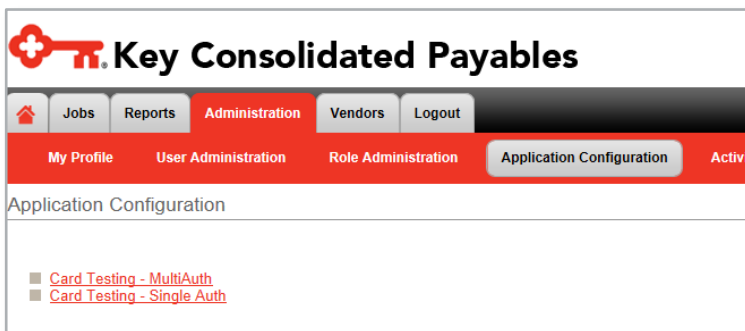 Key Consolidated Payables
Jobs Reports Administration Vendors Logout
My Profile User Administration Role Administration Application Configuration Activ
Application Configuration
Card Testing - MultiAuth
Card Testing - Single Auth